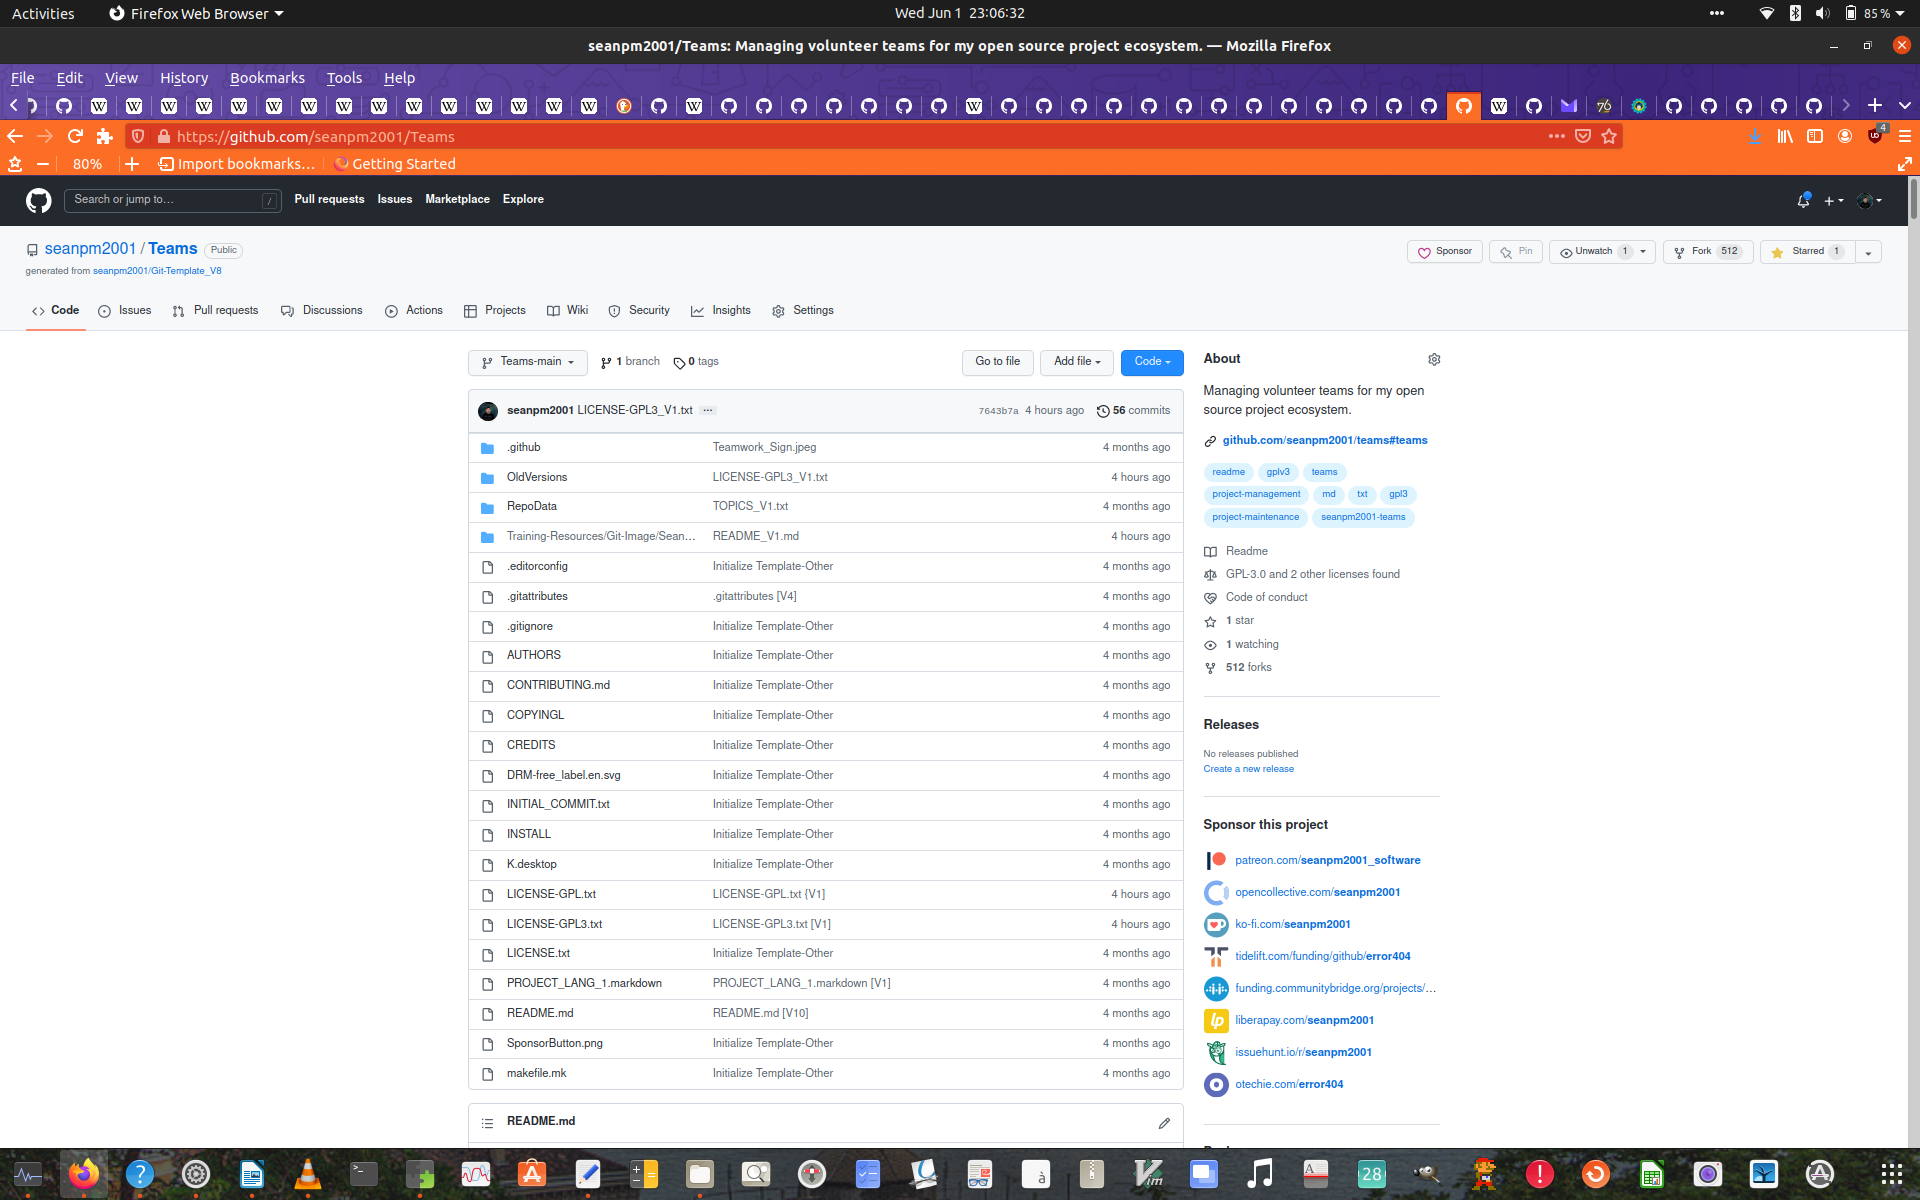 Activities Firefox Web Browser Wed Jun 1 23:06:32 85%
seanpm2001/Teams: Managing volunteer teams for my open source project ecosystem. — Mozilla Firefox
File Edit View History Bookmarks Tools Help
https://github.com/seanpm2001/Teams 4
80% Import bookmarks… Getting Started
Search or jump to… / Pull requests Issues Marketplace Explore
seanpm2001 / Teams Public Sponsor Pin Unwatch 1 Fork 512 Starred 1
generated from seanpm2001/Git-Template_V8
Code Issues Pull requests Discussions Actions Projects Wiki Security Insights Settings
Teams-main 1 branch 0 tags Go to file Add file Code
seanpm2001 LICENSE-GPL3_V1.txt ... 7643b7a 4 hours ago 56 commits
.github Teamwork_Sign.jpeg 4 months ago
OldVersions LICENSE-GPL3_V1.txt 4 hours ago
RepoData TOPICS_V1.txt 4 months ago
Training-Resources/Git-Image/Sean… README_V1.md 4 hours ago
.editorconfig Initialize Template-Other 4 months ago
.gitattributes .gitattributes [V4] 4 months ago
.gitignore Initialize Template-Other 4 months ago
AUTHORS Initialize Template-Other 4 months ago
CONTRIBUTING.md Initialize Template-Other 4 months ago
COPYINGL Initialize Template-Other 4 months ago
CREDITS Initialize Template-Other 4 months ago
DRM-free_label.en.svg Initialize Template-Other 4 months ago
INITIAL_COMMIT.txt Initialize Template-Other 4 months ago
INSTALL Initialize Template-Other 4 months ago
K.desktop Initialize Template-Other 4 months ago
LICENSE-GPL.txt LICENSE-GPL.txt {V1] 4 hours ago
LICENSE-GPL3.txt LICENSE-GPL3.txt [V1] 4 hours ago
LICENSE.txt Initialize Template-Other 4 months ago
PROJECT_LANG_1.markdown PROJECT_LANG_1.markdown [V1] 4 months ago
README.md README.md [V10] 4 months ago
SponsorButton.png Initialize Template-Other 4 months ago
makefile.mk Initialize Template-Other 4 months ago
README.md
About
Managing volunteer teams for my open
source project ecosystem.
github.com/seanpm2001/teams#teams
readme gplv3 teams
project-management md txt gpl3
project-maintenance seanpm2001-teams
Readme
GPL-3.0 and 2 other licenses found
Code of conduct
1 star
1 watching
512 forks
Releases
No releases published
Create a new release
Sponsor this project
patreon.com/seanpm2001_software
opencollective.com/seanpm2001
ko-fi.com/seanpm2001
tidelift.com/funding/github/error404
funding.communitybridge.org/projects/…
liberapay.com/seanpm2001
issuehunt.io/r/seanpm2001
otechie.com/error404
28